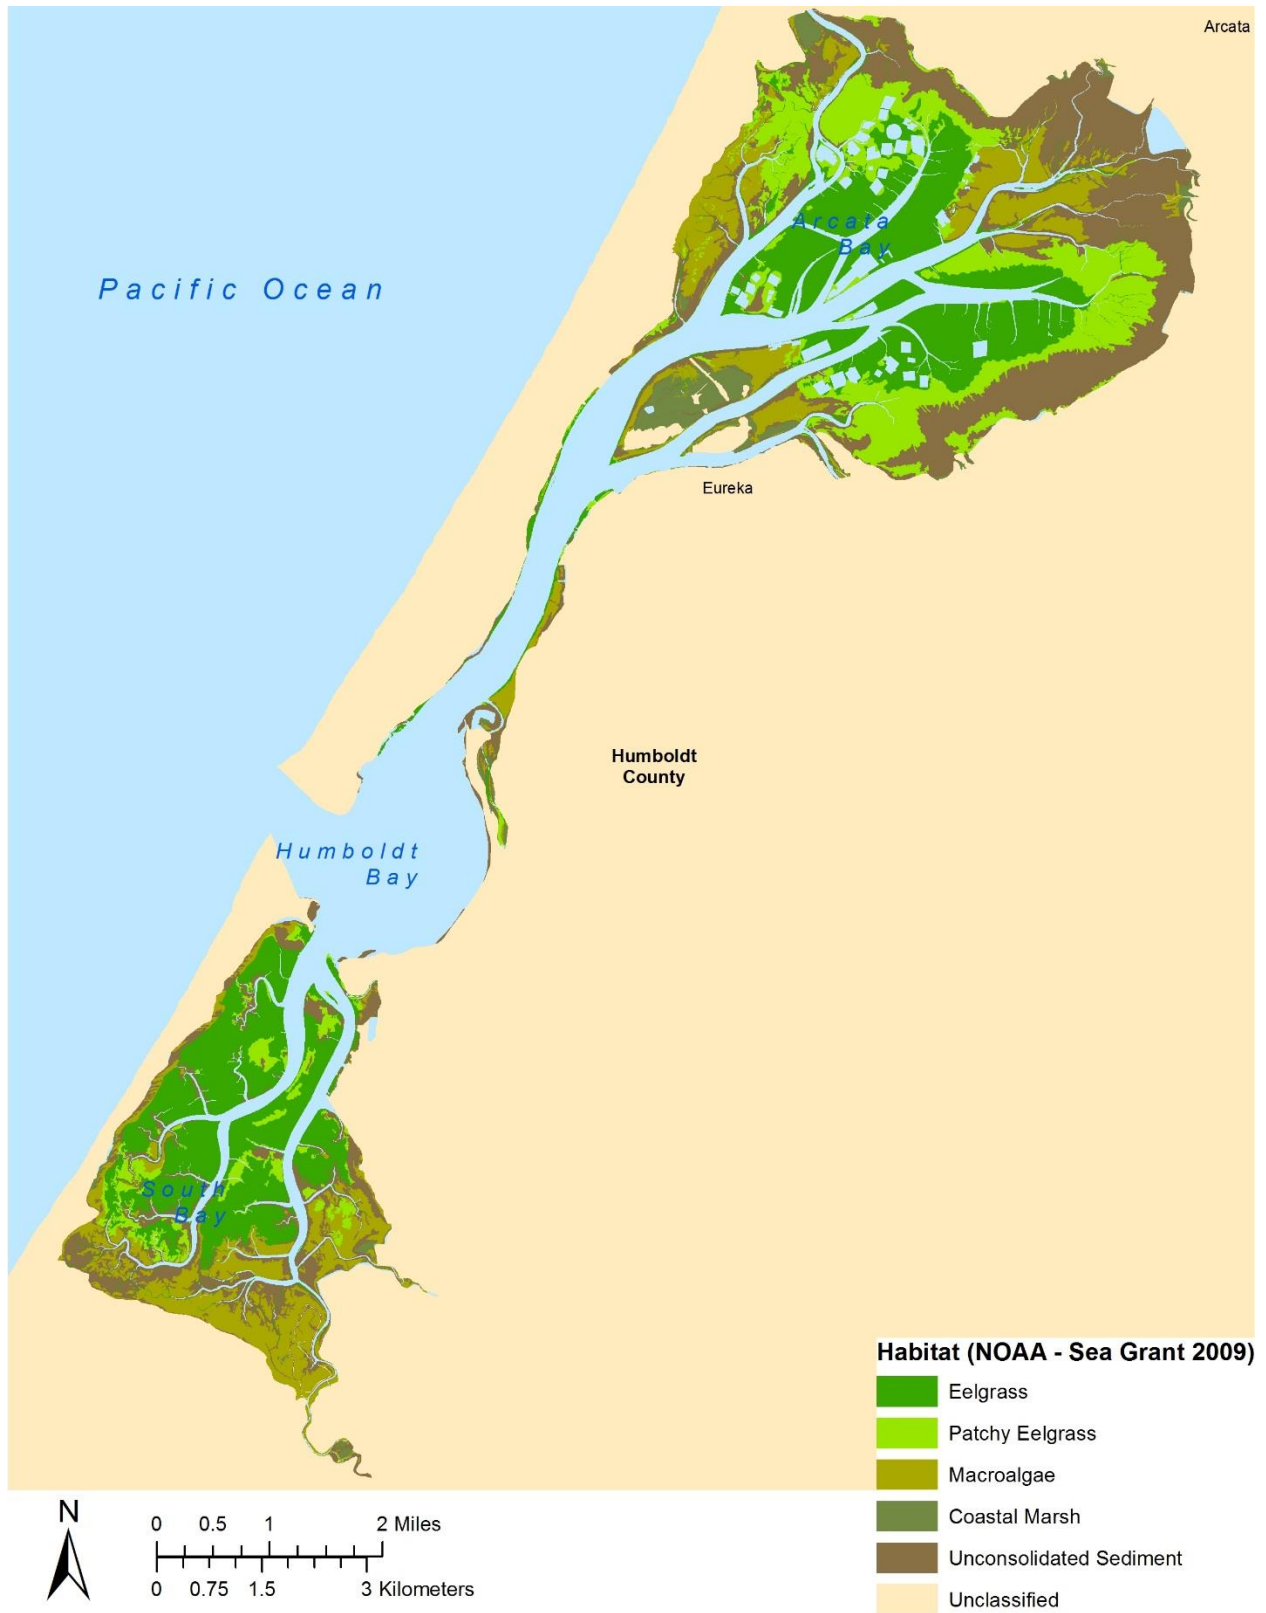 Arcata
Arcata
Bay
Pacific Ocean
Eureka
Humboldt
County
Humboldt
Bay
South
Bay
Habitat (NOAA - Sea Grant 2009)
Eelgrass
Patchy Eelgrass
Macroalgae
Coastal Marsh
Unconsolidated Sediment
Unclassified
N
0 0.5 1 2 Miles
0 0.75 1.5 3 Kilometers